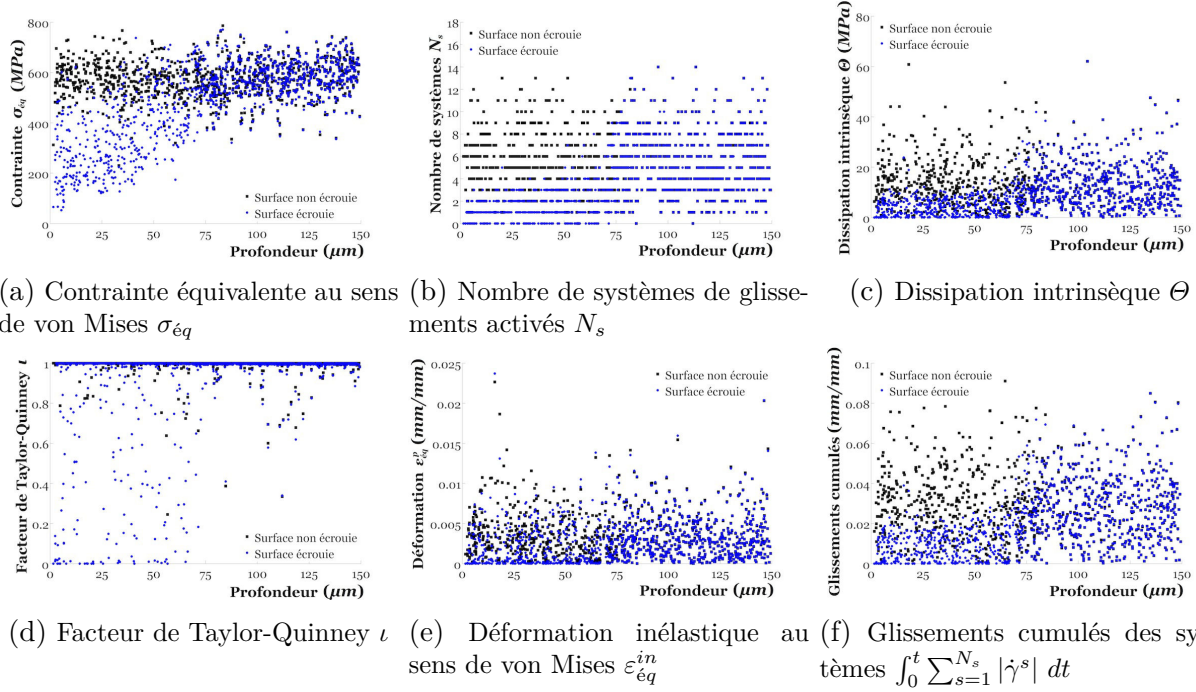 800
600
400
200
0
Contrainte σéq (MPa)
Surface non écrouie
Surface écrouie
0 25 50 75 100 125 150
Profondeur (μm)
(a) Contrainte équivalente au sens
de von Mises σéq
18
16
14
12
10
8
6
4
2
0
Nombre de systèmes Ns
Surface non écrouie
Surface écrouie
0 25 50 75 100 125 150
Profondeur (μm)
(b) Nombre de systèmes de glisse-
ments activés Ns
80
60
40
20
0
Dissipation intrinsèque Θ (MPa)
Surface non écrouie
Surface écrouie
0 25 50 75 100 125 150
Profondeur (μm)
(c) Dissipation intrinsèque Θ
1
0.8
0.6
0.4
0.2
0
Facteur de Taylor-Quinney ι
Surface non écrouie
Surface écrouie
0 25 50 75 100 125 150
Profondeur (μm)
(d) Facteur de Taylor-Quinney ι
0.025
0.02
0.015
0.01
0.005
0
Déformation ε^p_éq (mm/mm)
Surface non écrouie
Surface écrouie
0 25 50 75 100 125 150
Profondeur (μm)
(e) Déformation inélastique au
sens de von Mises ε^in_éq
0.1
0.08
0.06
0.04
0.02
0
Glissements cumulés (mm/mm)
Surface non écrouie
Surface écrouie
0 25 50 75 100 125 150
Profondeur (μm)
(f) Glissements cumulés des sy
tèmes ∫_0^t ∑_{s=1}^{N_s} |γ̇^s| dt